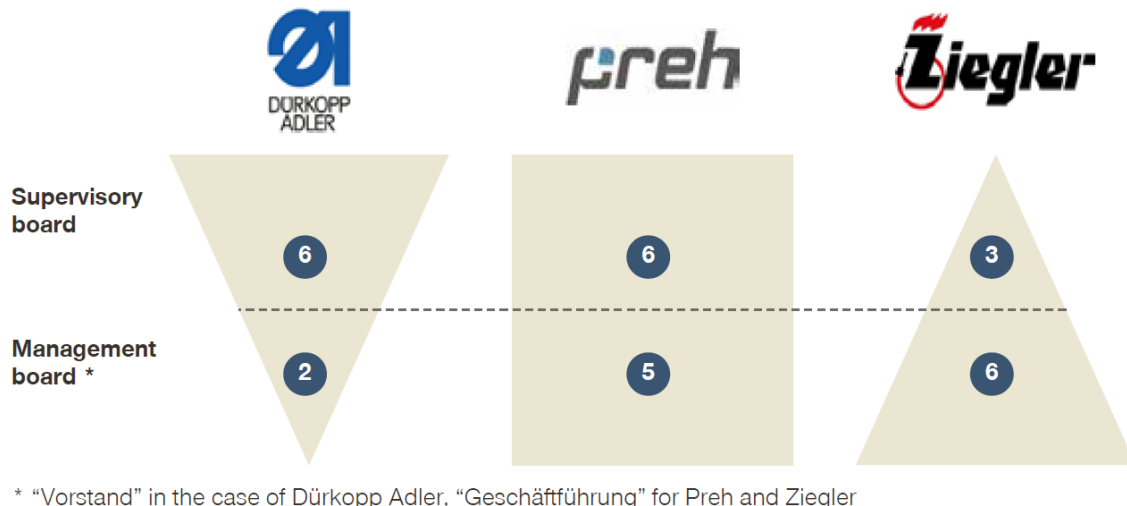 DÜRKOPP
ADLER
preh
Ziegler
Supervisory
board
6
6
3
Management
board *
2
5
6
* “Vorstand” in the case of Dürkopp Adler, “Geschäftführung” for Preh and Ziegler